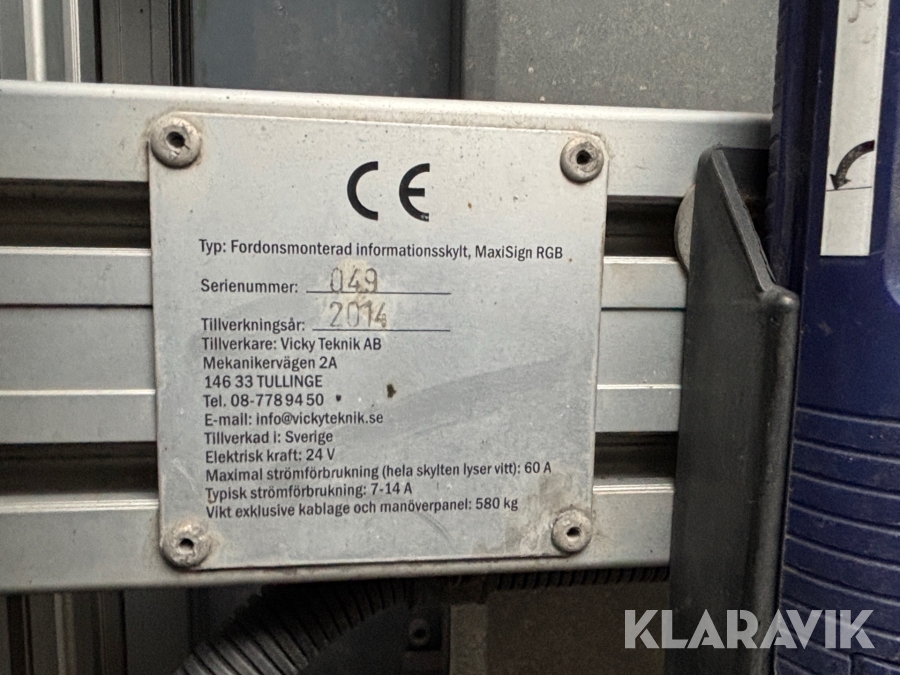 CE
Typ: Fordonsmonterad informationsskylt, MaxiSign RGB
Serienummer: 049
Tillverkningsår: 2014
Tillverkare: Vicky Teknik AB
Mekanikervägen 2A
146 33 TULLINGE
Tel. 08-778 94 50
E-mail: info@vickyteknik.se
Tillverkad i: Sverige
Elektrisk kraft: 24 V
Maximal strömförbrukning (hela skylten lyser vitt): 60 A
Typisk strömförbrukning: 7-14 A
Vikt exklusive kablage och manöverpanel: 580 kg
KLARAVIK